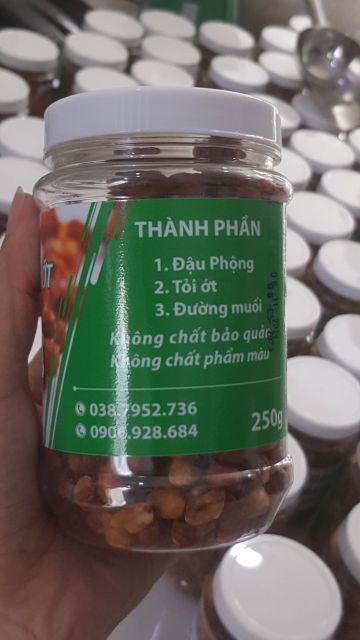 ỚT
THÀNH PHẦN
1. Đậu Phộng
2. Tỏi ớt
3. Đường muối
Không chất bảo quản
Không chất phẩm màu
038.7952.736
0906.928.684
250g